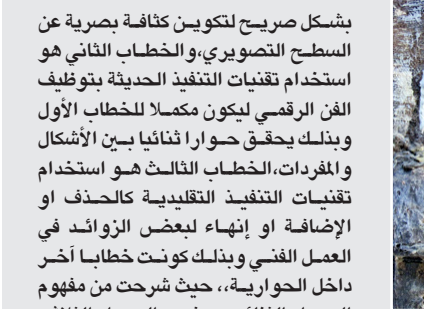 بشكل صريح لتكوين كثافة بصرية عن
السطح التصويري،والخطاب الثاني هو
استخدام تقنيات التنفيذ الحديثة بتوظيف
الفن الرقمي ليكون مكملا للخطاب الأول
وبذلك يحقق حوارا ثنائيا بين الأشكال
والمفردات،الخطاب الثالث هو استخدام
تقنيات التنفيذ التقليدية كالحذف او
الإضافة او إنهاء لبعض الزوائد في
العمل الفني وبذلك كونت خطابا آخر
داخل الحوارية،، حيث شرحت من مفهوم